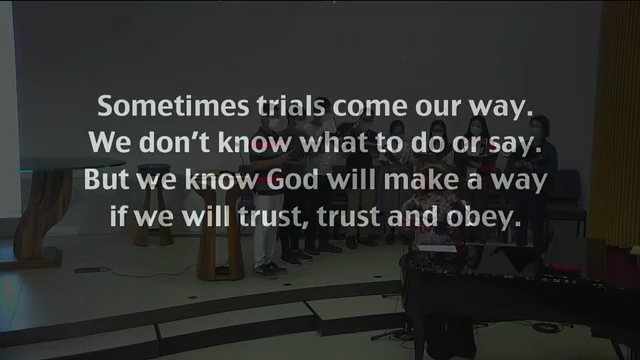 Sometimes trials come our way.
We don't know what to do or say.
But we know God will make a way
if we will trust, trust and obey.